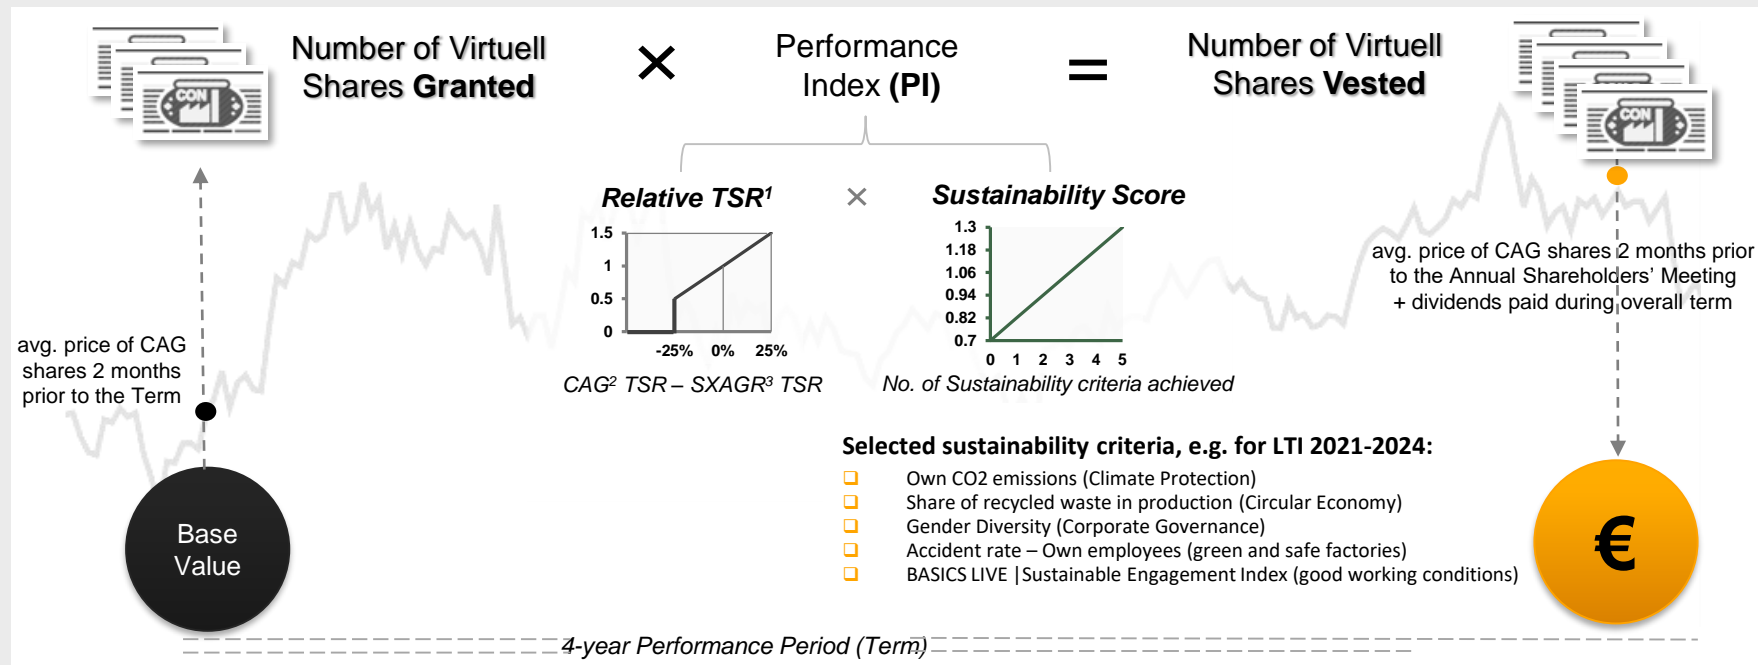 Number of Virtuell
Shares Granted
×
Performance
Index (PI)
=
Number of Virtuell
Shares Vested
CON
CON
Relative TSR¹
×
Sustainability Score
1.5
1
0.5
0
-25% 0% 25%
CAG² TSR – SXAGR³ TSR
1.3
1.18
1.06
0.94
0.82
0.7
0 1 2 3 4 5
No. of Sustainability criteria achieved
avg. price of CAG
shares 2 months
prior to the Term
avg. price of CAG shares 2 months prior
to the Annual Shareholders’ Meeting
+ dividends paid during overall term
Selected sustainability criteria, e.g. for LTI 2021-2024:
❑ Own CO2 emissions (Climate Protection)
❑ Share of recycled waste in production (Circular Economy)
❑ Gender Diversity (Corporate Governance)
❑ Accident rate – Own employees (green and safe factories)
❑ BASICS LIVE |Sustainable Engagement Index (good working conditions)
Base
Value
€
4-year Performance Period (Term)